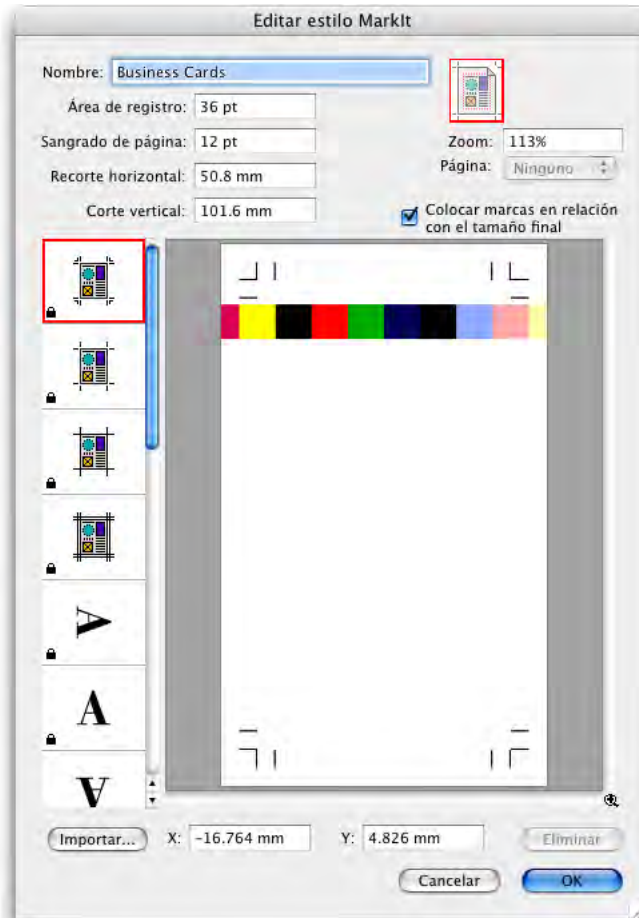 Editar estilo MarkIt
Nombre: Business Cards
Área de registro: 36 pt
Sangrado de página: 12 pt
Zoom: 113%
Recorte horizontal: 50.8 mm
Página: Ninguno
Corte vertical: 101.6 mm
Colocar marcas en relación
con el tamaño final
A
A
A
Importar...
X: -16.764 mm
Y: 4.826 mm
Eliminar
Cancelar
OK